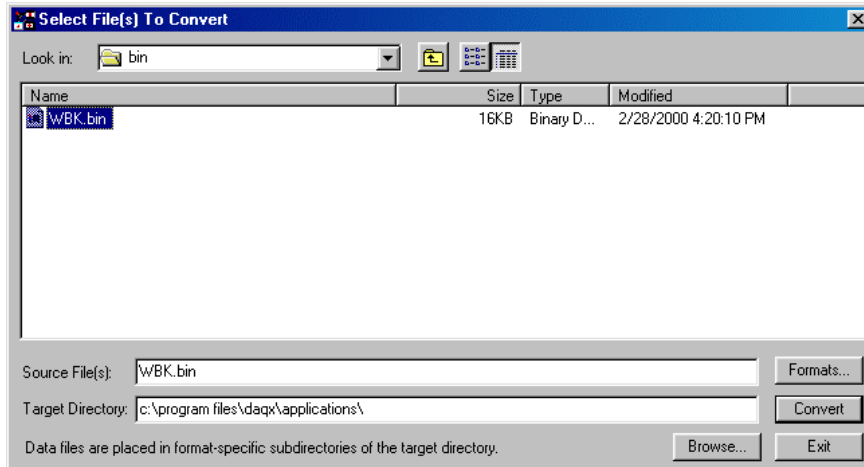 Select File(s) To Convert
Look in: bin
Name Size Type Modified
WBK.bin 16KB Binary D... 2/28/2000 4:20:10 PM
Source File(s): WBK.bin Formats...
Target Directory: c:\program files\daqx\applications\ Convert
Data files are placed in format-specific subdirectories of the target directory. Browse... Exit